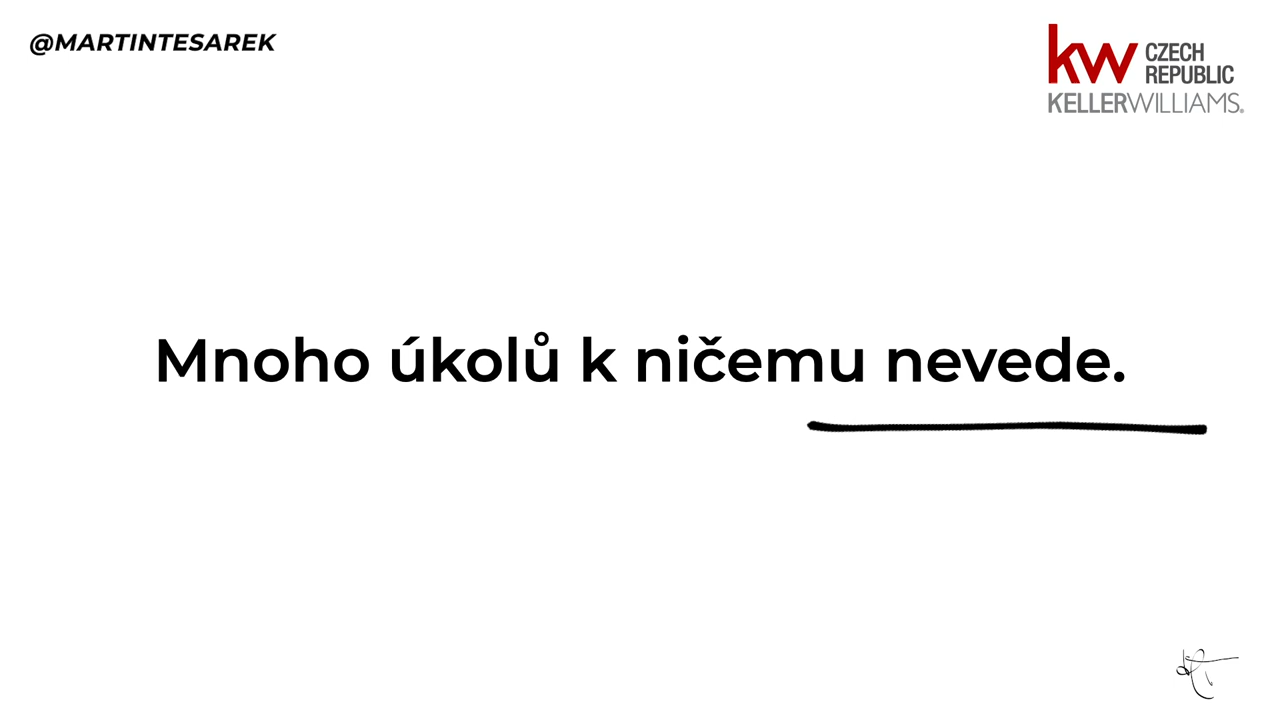 @MARTINTESAREK
kw CZECH REPUBLIC
KELLERWILLIAMS®
Mnoho úkolů k ničemu nevede.